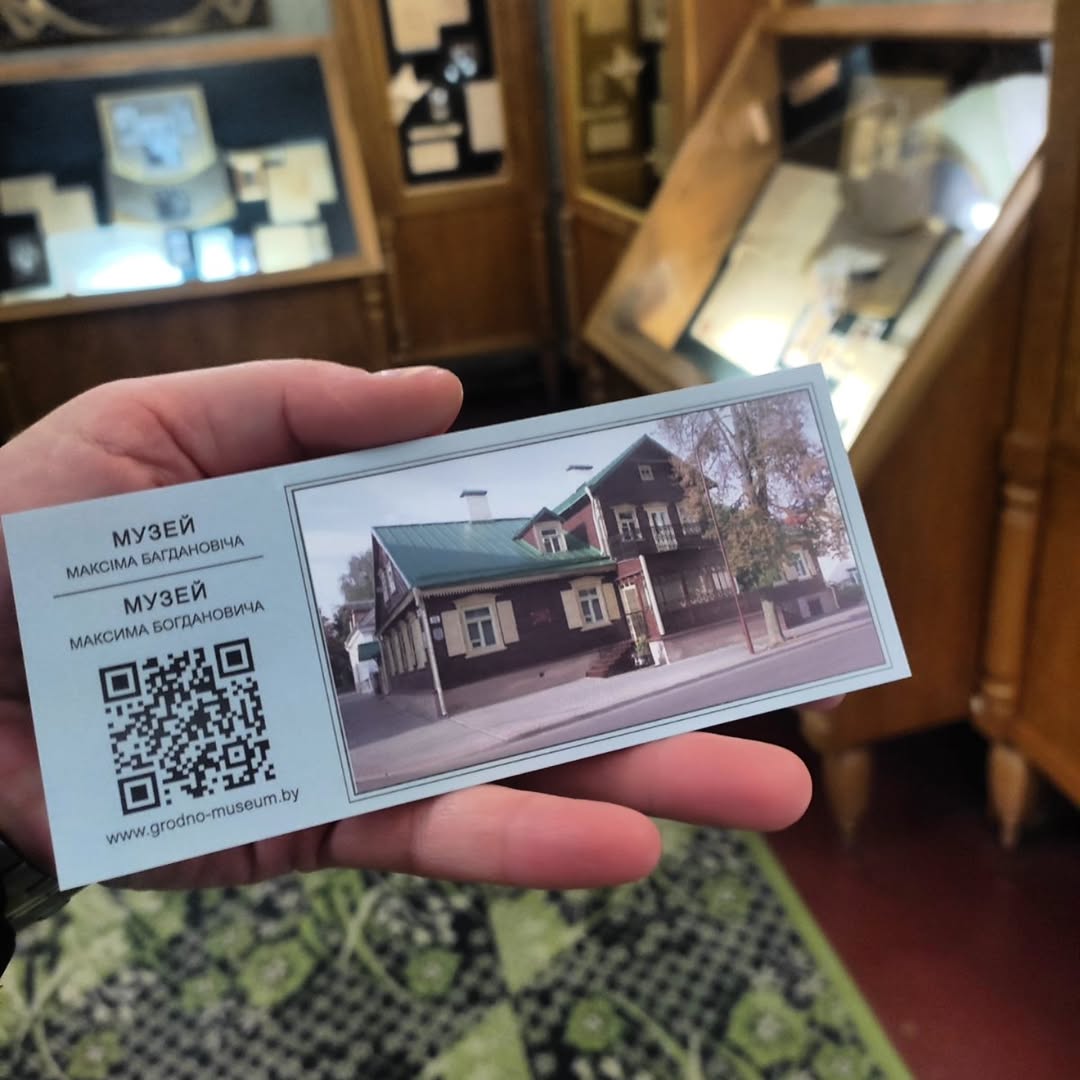 МУЗЕЙ
МАКСІМА БАГДАНОВІЧА
МУЗЕЙ
МАКСИМА БОГДАНОВИЧА
www.grodno-museum.by